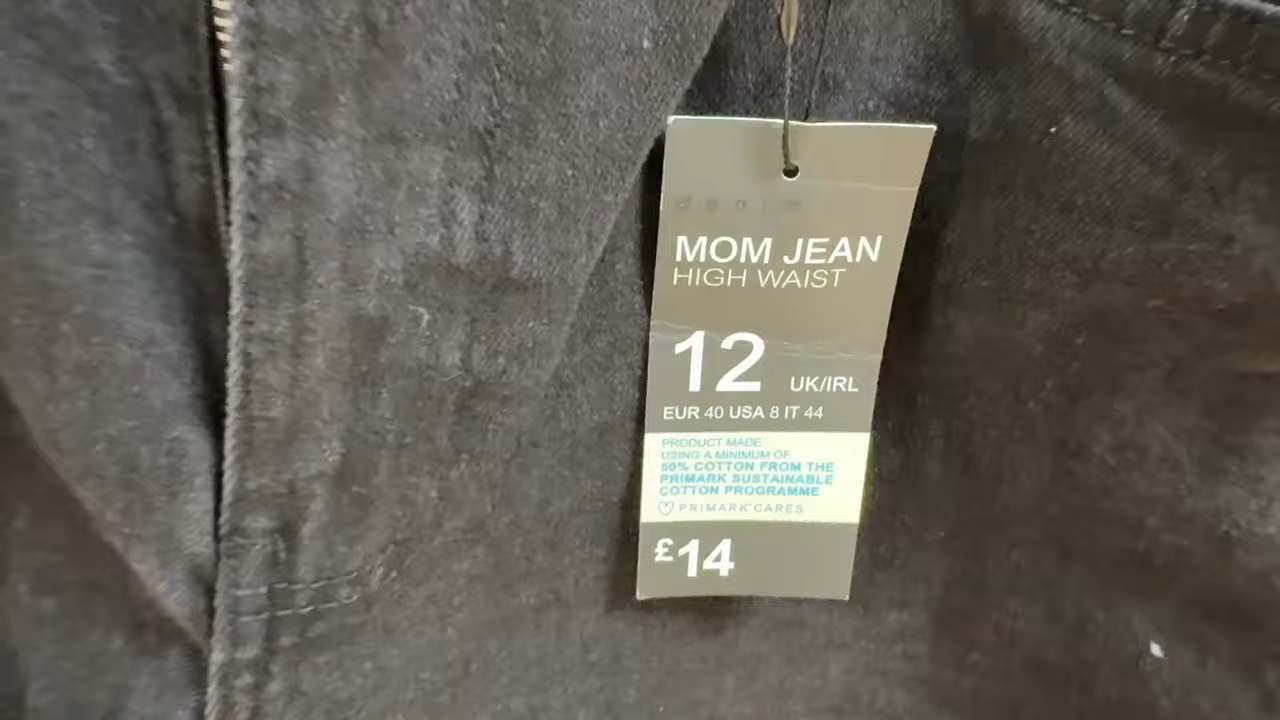 MOM JEAN
HIGH WAIST
12 UK/IRL
EUR 40 USA 8 IT 44
PRODUCT MADE
USING A MINIMUM OF
50% COTTON FROM THE
PRIMARK SUSTAINABLE
COTTON PROGRAMME
PRIMARK CARES
£14